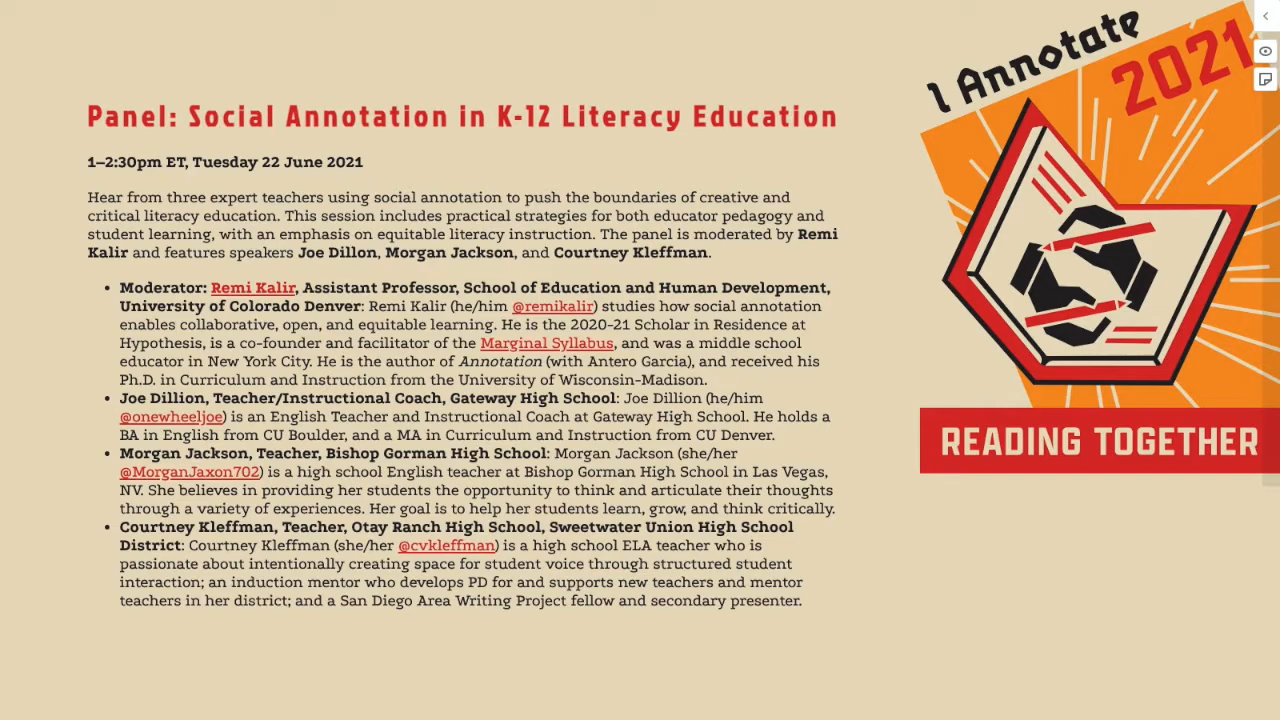 I Annotate
2021
Panel: Social Annotation in K-12 Literacy Education
1–2:30pm ET, Tuesday 22 June 2021
Hear from three expert teachers using social annotation to push the boundaries of creative and
critical literacy education. This session includes practical strategies for both educator pedagogy and
student learning, with an emphasis on equitable literacy instruction. The panel is moderated by Remi
Kalir and features speakers Joe Dillon, Morgan Jackson, and Courtney Kleffman.
• Moderator: Remi Kalir, Assistant Professor, School of Education and Human Development,
University of Colorado Denver: Remi Kalir (he/him @remikalir) studies how social annotation
enables collaborative, open, and equitable learning. He is the 2020-21 Scholar in Residence at
Hypothesis, is a co-founder and facilitator of the Marginal Syllabus, and was a middle school
educator in New York City. He is the author of Annotation (with Antero Garcia), and received his
Ph.D. in Curriculum and Instruction from the University of Wisconsin-Madison.
• Joe Dillion, Teacher/Instructional Coach, Gateway High School: Joe Dillion (he/him
@onewheeljoe) is an English Teacher and Instructional Coach at Gateway High School. He holds a
BA in English from CU Boulder, and a MA in Curriculum and Instruction from CU Denver.
• Morgan Jackson, Teacher, Bishop Gorman High School: Morgan Jackson (she/her
@MorganJaxon702) is a high school English teacher at Bishop Gorman High School in Las Vegas,
NV. She believes in providing her students the opportunity to think and articulate their thoughts
through a variety of experiences. Her goal is to help her students learn, grow, and think critically.
• Courtney Kleffman, Teacher, Otay Ranch High School, Sweetwater Union High School
District: Courtney Kleffman (she/her @cvkleffman) is a high school ELA teacher who is
passionate about intentionally creating space for student voice through structured student
interaction; an induction mentor who develops PD for and supports new teachers and mentor
teachers in her district; and a San Diego Area Writing Project fellow and secondary presenter.
READING TOGETHER